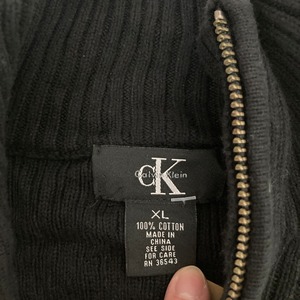 cK
Calvin Klein
XL
100% COTTON
MADE IN
CHINA
SEE SIDE
FOR CARE
RN 36543